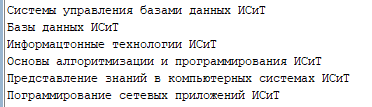 Системы управления базами данных ИСиТ
Базы данных ИСиТ
Информацтонные технологии ИСиТ
Основы алгоритмизации и программирования ИСиТ
Представление знаний в компьютерных системах ИСиТ
Пограммирование сетевых приложений ИСиТ